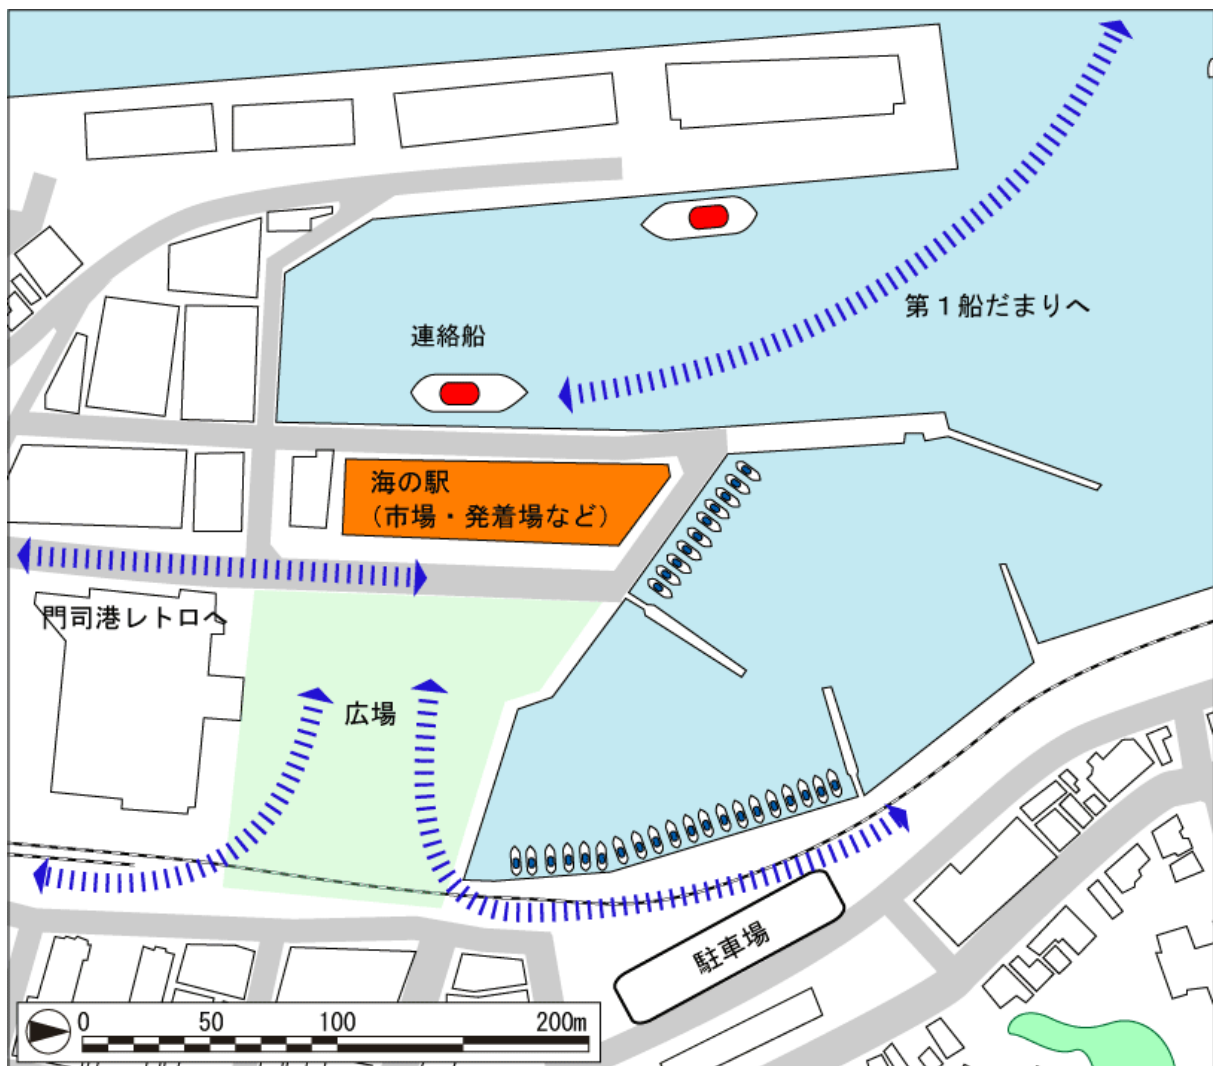 第１船だまりへ
連絡船
海の駅
（市場・発着場など）
門司港レトロへ
広場
駐車場
0 50 100 200m